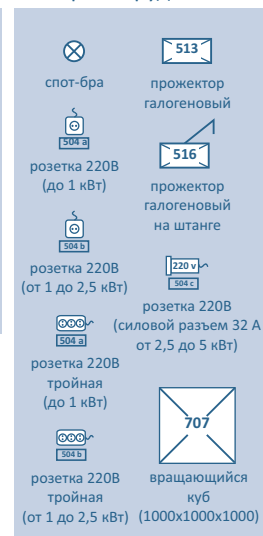 спот-бра
504 a
розетка 220В
(до 1 кВт)
504 b
розетка 220В
(от 1 до 2,5 кВт)
504 a
розетка 220В
тройная
(до 1 кВт)
504 b
розетка 220В
тройная
(от 1 до 2,5 кВт)
513
прожектор
галогеновый
516
прожектор
галогеновый
на штанге
220 v
504 c
розетка 220В
(силовой разъем 32 А
от 2,5 до 5 кВт)
707
вращающийся
куб
(1000х1000х1000)